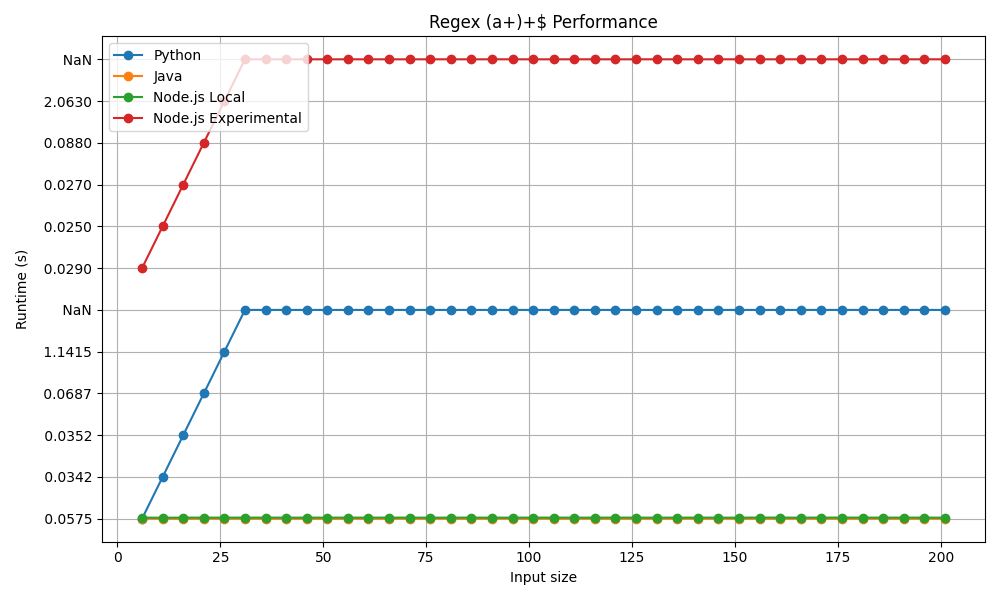 Regex (a+)+$ Performance
Python
Java
Node.js Local
Node.js Experimental
Runtime (s)
NaN
2.0630
0.0880
0.0270
0.0250
0.0290
NaN
1.1415
0.0687
0.0352
0.0342
0.0575
0 25 50 75 100 125 150 175 200
Input size